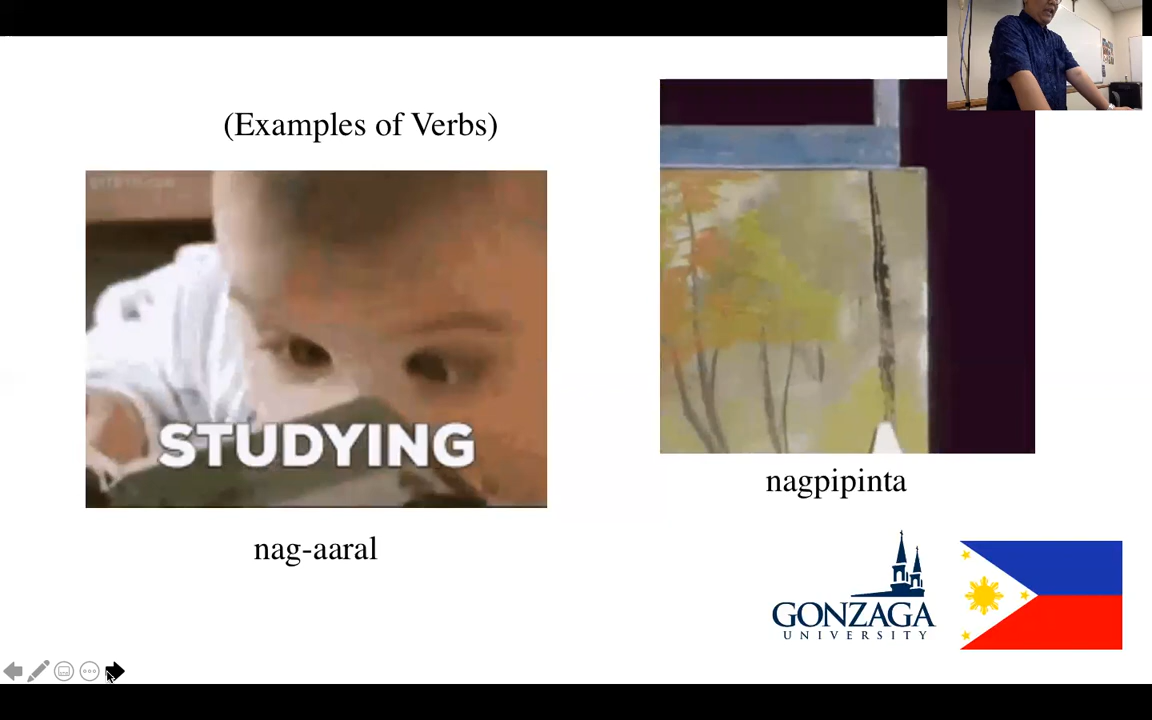 (Examples of Verbs)
STUDYING
nag-aaral
nagpipinta
GONZAGA
UNIVERSITY